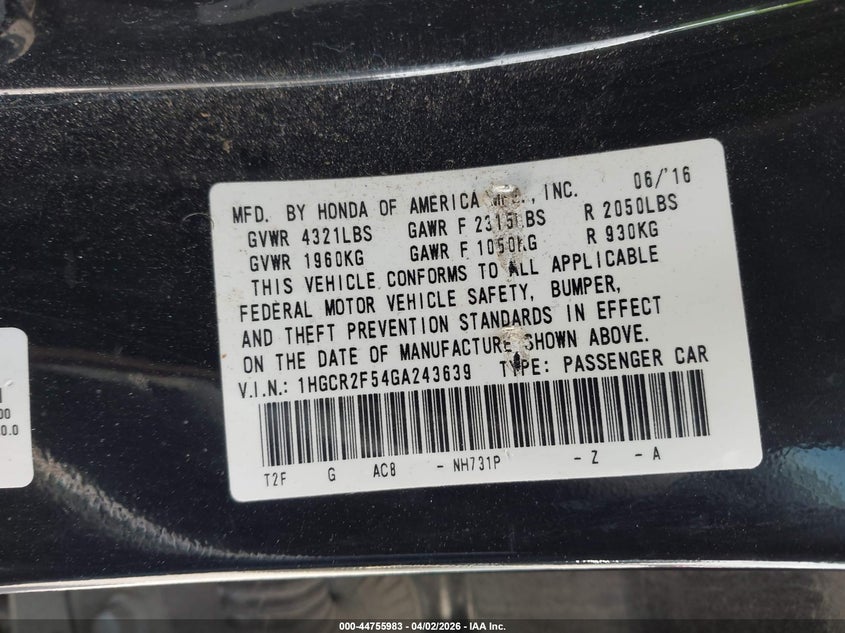 MFD. BY HONDA OF AMERICA MFG., INC. 06/'16
GVWR 4321LBS GAWR F 2315LBS R 2050LBS
GVWR 1960KG GAWR F 1050KG R 930KG
THIS VEHICLE CONFORMS TO ALL APPLICABLE
FEDERAL MOTOR VEHICLE SAFETY, BUMPER,
AND THEFT PREVENTION STANDARDS IN EFFECT
ON THE DATE OF MANUFACTURE SHOWN ABOVE.
V.I.N.: 1HGCR2F54GA243639 TYPE: PASSENGER CAR
T2F G AC8 - NH731P - Z - A
000-44755983 / 04/02/2026 - IAA Inc.